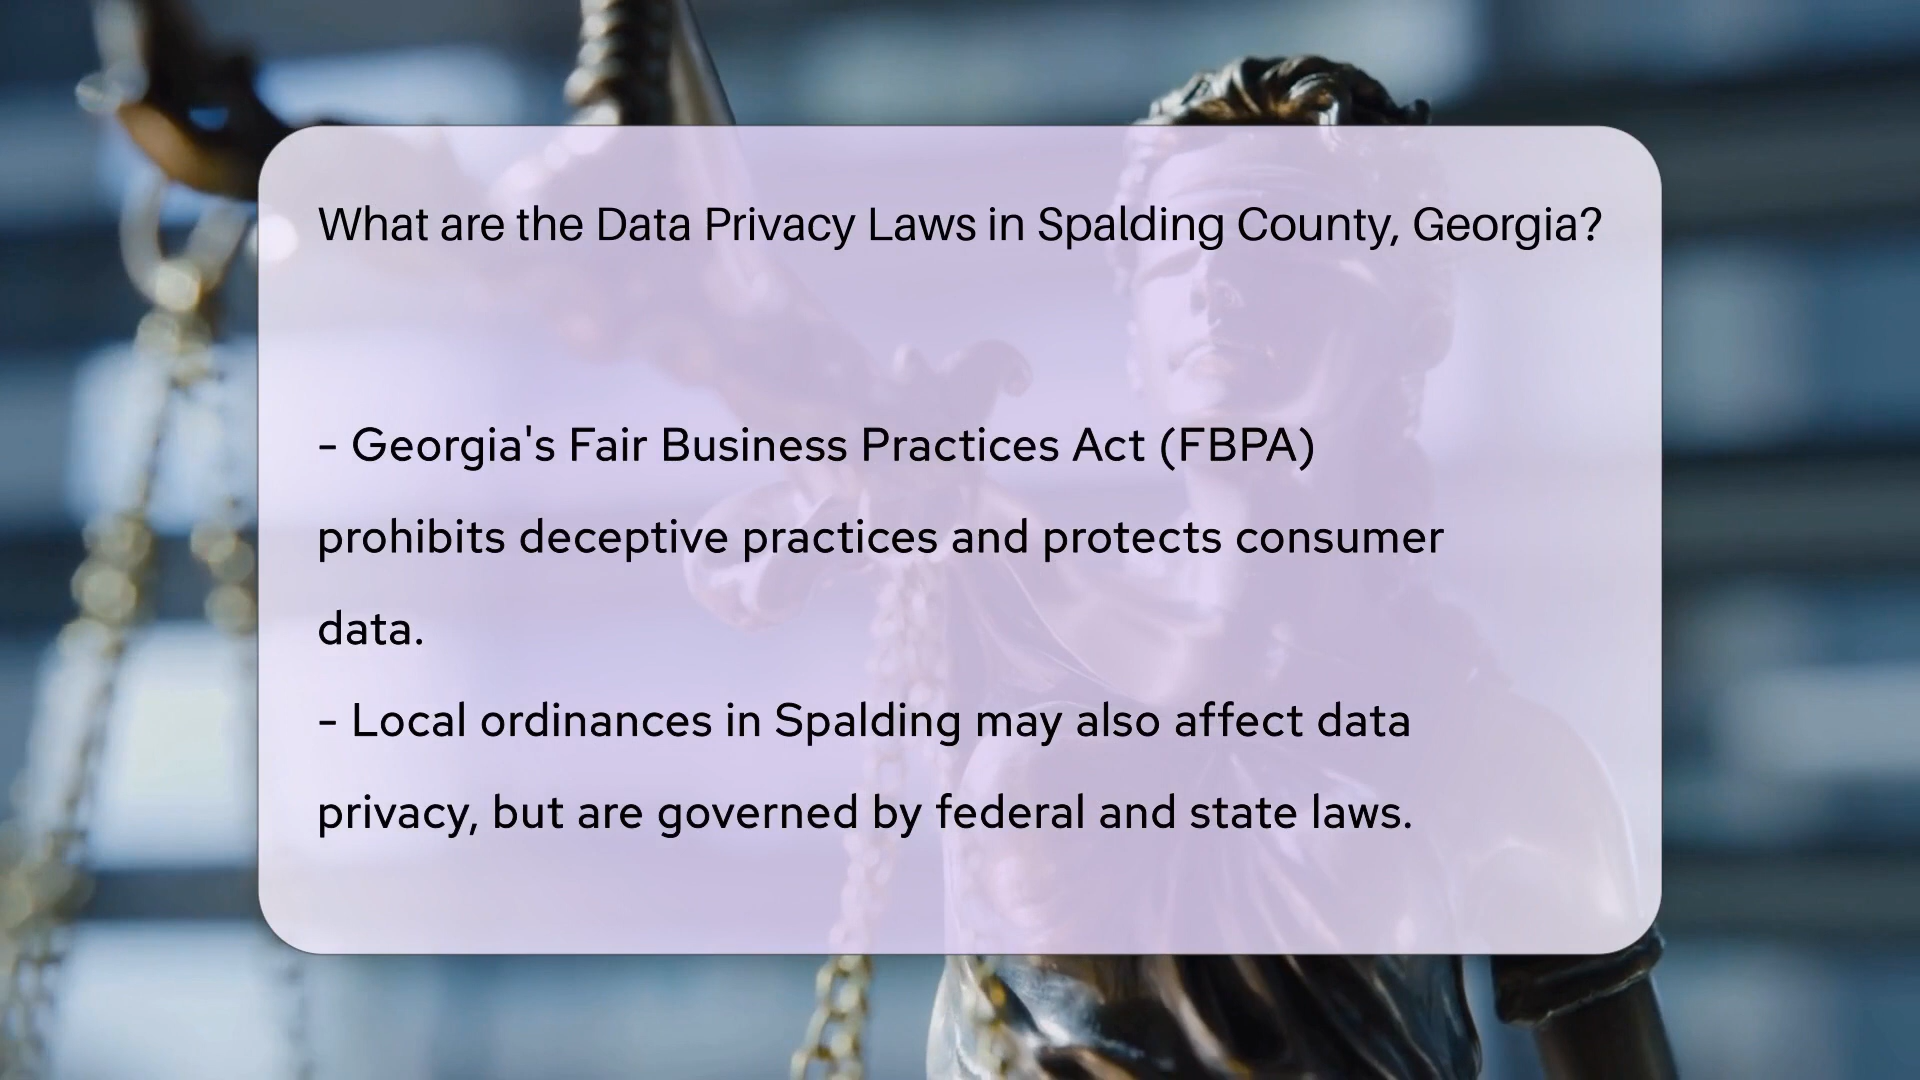 What are the Data Privacy Laws in Spalding County, Georgia?
- Georgia's Fair Business Practices Act (FBPA)
prohibits deceptive practices and protects consumer
data.
- Local ordinances in Spalding may also affect data
privacy, but are governed by federal and state laws.